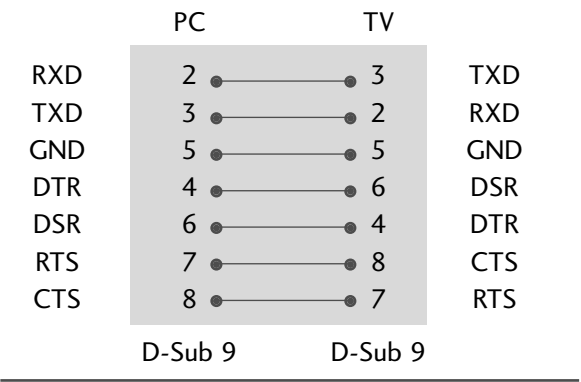 PC TV
RXD 2 3 TXD
TXD 3 2 RXD
GND 5 5 GND
DTR 4 6 DSR
DSR 6 4 DTR
RTS 7 8 CTS
CTS 8 7 RTS
D-Sub 9 D-Sub 9